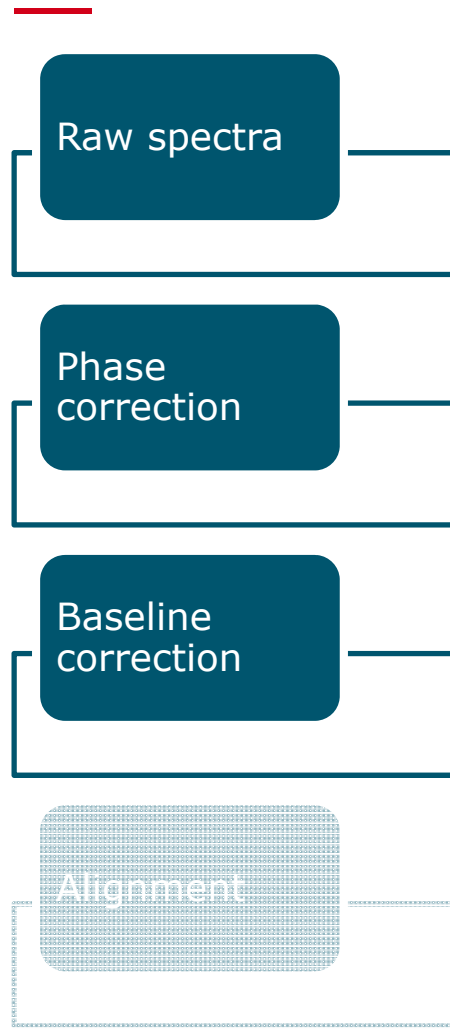 Raw spectra
Phase
correction
Baseline
correction
Alignment